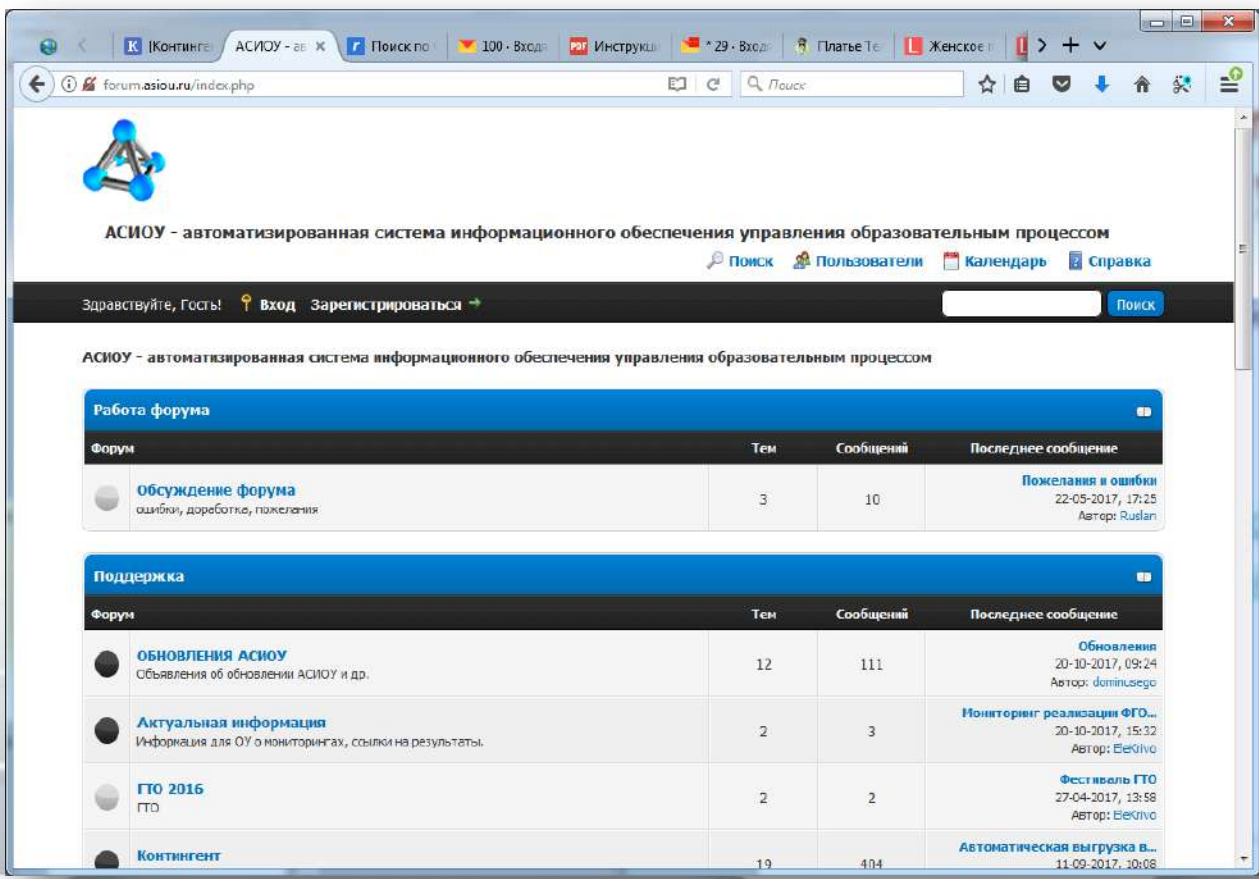 [Континге
АСИОУ - ав
Поиск по
100 · Входя
Инструкци
* 29 · Входя
Платье Те
Женское п
forum.asiou.ru/index.php
Поиск
АСИОУ - автоматизированная система информационного обеспечения управления образовательным процессом
Поиск Пользователи Календарь Справка
Здравствуйте, Гость! Вход Зарегистрироваться
Поиск
АСИОУ - автоматизированная система информационного обеспечения управления образовательным процессом
Работа форума
Форум Тем Сообщений Последнее сообщение
Обсуждение форума
ошибки, доработка, пожелания
3 10
Пожелания и ошибки
22-05-2017, 17:25
Автор: Ruslan
Поддержка
Форум Тем Сообщений Последнее сообщение
ОБНОВЛЕНИЯ АСИОУ
Объявления об обновлении АСИОУ и др.
12 111
Обновления
20-10-2017, 09:24
Автор: dominusego
Актуальная информация
Информация для ОУ о мониторингах, ссылки на результаты.
2 3
Мониторинг реализации ФГО...
20-10-2017, 15:32
Автор: EleKrivo
ГТО 2016
ГТО
2 2
Фестиваль ГТО
27-04-2017, 13:58
Автор: EleKrivo
Контингент
19 404
Автоматическая выгрузка в...
11-09-2017, 10:08